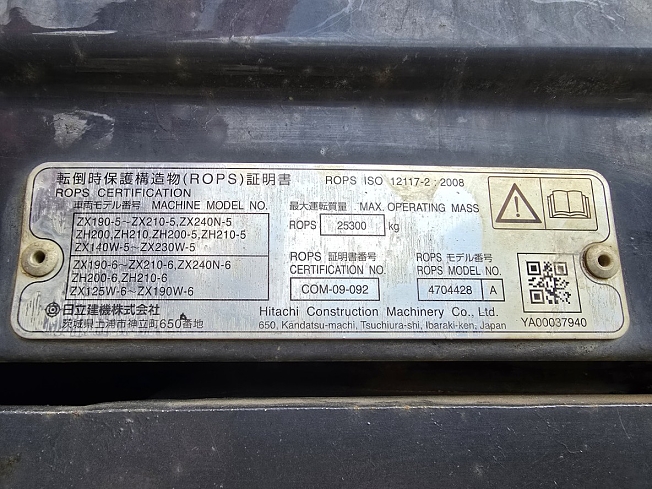 転倒時保護構造物(ROPS)証明書 ROPS ISO 12117-2 : 2008
ROPS CERTIFICATION
車両モデル番号 MACHINE MODEL NO.
ZX190-5~ZX210-5,ZX240N-5
ZH200,ZH210,ZH200-5,ZH210-5
ZX140W-5~ZX230W-5
ZX190-6~ZX210-6,ZX240N-6
ZH200-6,ZH210-6
ZX125W-6~ZX190W-6
最大運転質量 MAX. OPERATING MASS
ROPS 25300 kg
ROPS 証明書番号
CERTIFICATION NO.
COM-09-092
ROPS モデル番号
ROPS MODEL NO.
4704428 A
日立建機株式会社
茨城県土浦市神立町650番地
Hitachi Construction Machinery Co., Ltd.
650, Kandatsu-machi, Tsuchiura-shi, Ibaraki-ken, Japan
YA00037940